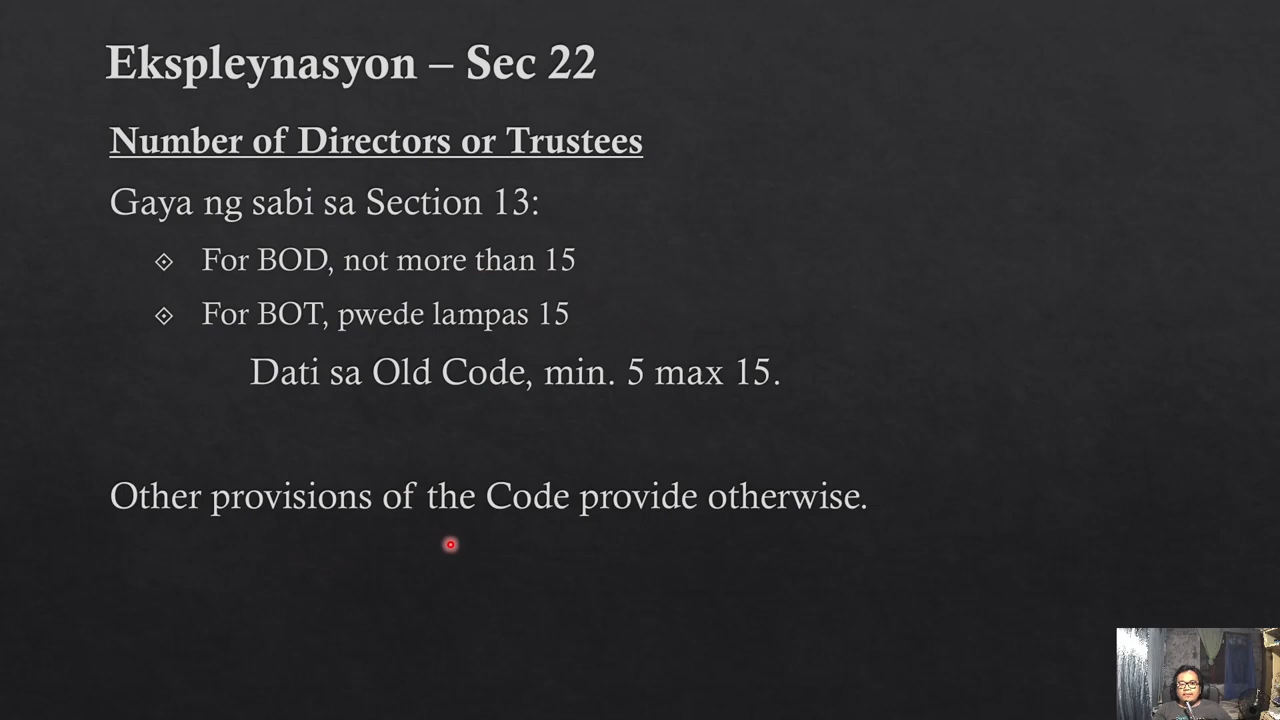 Ekspleynasyon – Sec 22
Number of Directors or Trustees
Gaya ng sabi sa Section 13:
For BOD, not more than 15
For BOT, pwede lampas 15
Dati sa Old Code, min. 5 max 15.
Other provisions of the Code provide otherwise.